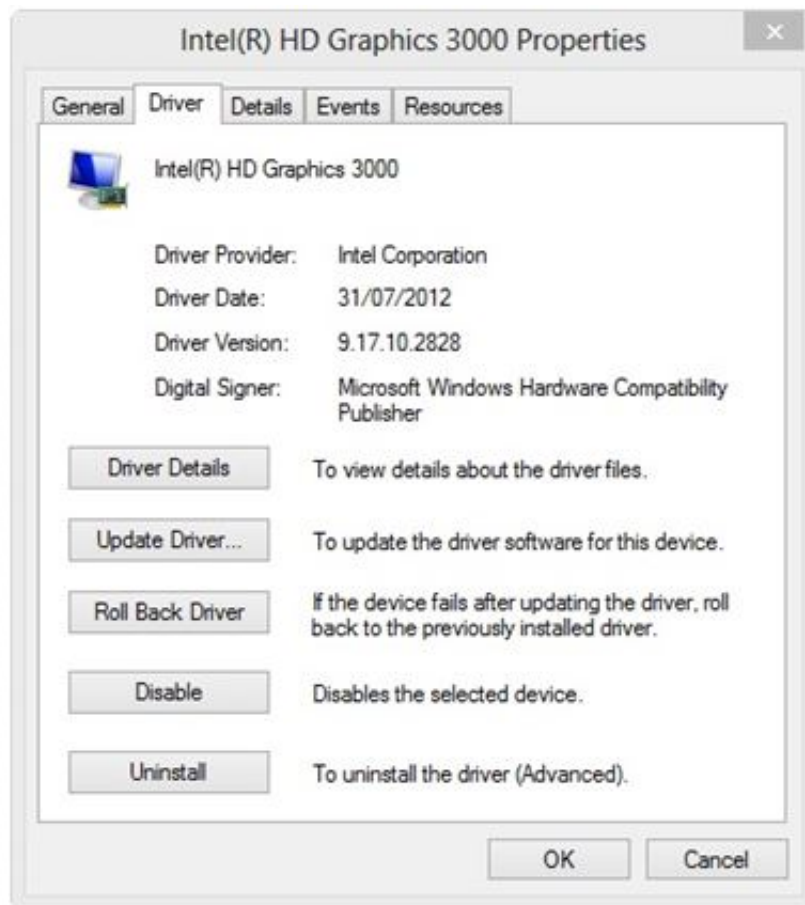 Intel(R) HD Graphics 3000 Properties
General Driver Details Events Resources
Intel(R) HD Graphics 3000
Driver Provider: Intel Corporation
Driver Date: 31/07/2012
Driver Version: 9.17.10.2828
Digital Signer: Microsoft Windows Hardware Compatibility
Publisher
Driver Details To view details about the driver files.
Update Driver... To update the driver software for this device.
Roll Back Driver If the device fails after updating the driver, roll
back to the previously installed driver.
Disable Disables the selected device.
Uninstall To uninstall the driver (Advanced).
OK Cancel